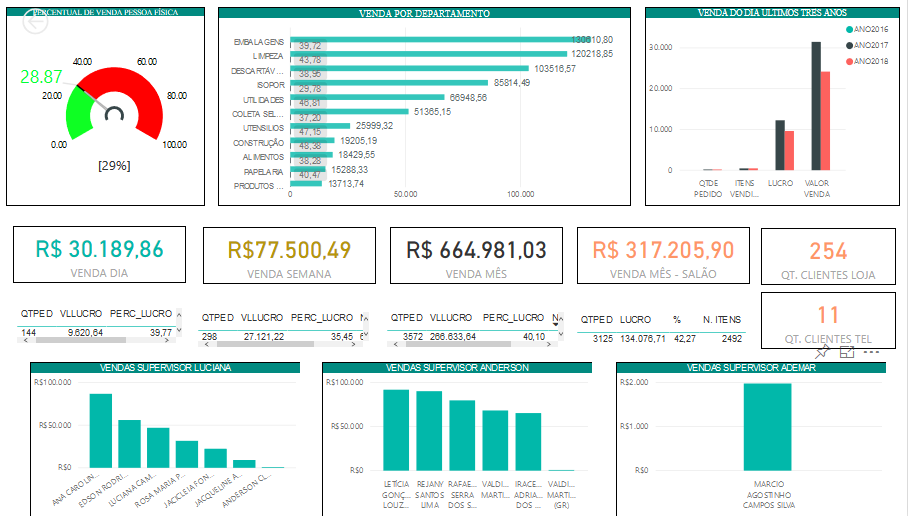 PERCENTUAL DE VENDA PESSOA FÍSICA
28.87
40.00
60.00
20.00
80.00
0.00
100.00
[29%]
VENDA POR DEPARTAMENTO
EMBALAGENS 39,72 130610,80
LIMPEZA 43,78 120218,85
DESCARTÁV... 38,95 103516,57
ISOPOR 29,78 85814,49
UTILIDADES 46,81 66948,56
COLETA SEL... 37,20 51365,15
UTENSILIOS 47,15 25999,32
CONSTRUÇÃO 48,38 19205,19
ALIMENTOS 38,28 18429,55
PAPELARIA 40,47 15288,33
PRODUTOS ... 13713,74
0 50.000 100.000
VENDA DO DIA ULTIMOS TRES ANOS
ANO2016
ANO2017
ANO2018
30.000
20.000
10.000
0
QTDE PEDIDO
ITENS VENDI...
LUCRO
VALOR VENDA
R$ 30.189,86
VENDA DIA
R$77.500,49
VENDA SEMANA
R$ 664.981,03
VENDA MÊS
R$ 317.205,90
VENDA MÊS - SALÃO
254
QT. CLIENTES LOJA
QTPED VLLUCRO PERC_LUCRO
144 9.620,64 39,77
QTPED VLLUCRO PERC_LUCRO N
298 27.121,22 35,45 6
QTPED VLLUCRO PERC_LUCRO N
3572 266.633,64 40,10
QTPED LUCRO % N. ITENS
3125 134.076,71 42,27 2492
11
QT. CLIENTES TEL
VENDAS SUPERVISOR LUCIANA
R$100.000
R$50.000
R$0
ANA CARO LIN...
EDSON RODRI...
LUCIANA CAM...
ROSA MARIA P...
JACICLEIA FON...
JACQUELINE A...
ANDERSON CL...
VENDAS SUPERVISOR ANDERSON
R$100.000
R$50.000
R$0
LETÍCIA GONÇ... LOUZ...
REJANY SANTOS LIMA
RAFAE... SERRA DOS S...
VALDI... MARTI...
IRACE... ADRIA... DOS ...
VALDI... MARTI... (GR)
VENDAS SUPERVISOR ADEMAR
R$2.000
R$1.000
R$0
MARCIO
AGOSTINHO
CAMPOS SILVA